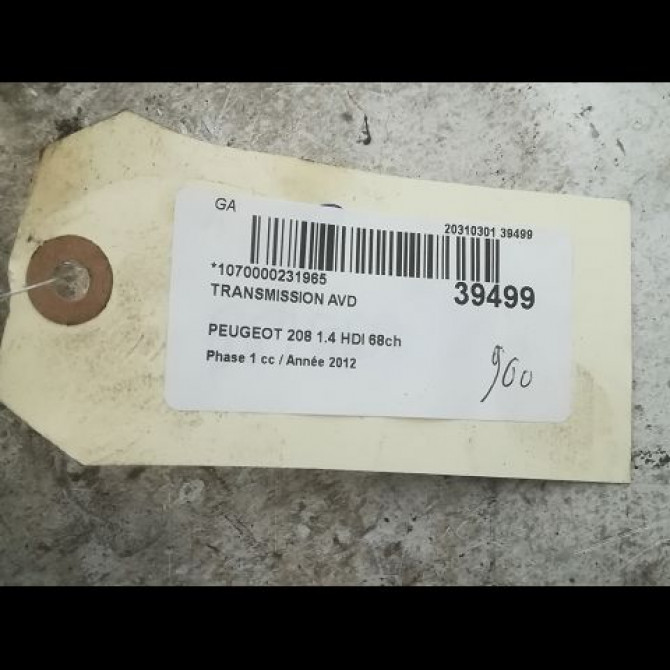 GA
20310301 39499
*1070000231965
TRANSMISSION AVD
39499
PEUGEOT 208 1.4 HDI 68ch
Phase 1 cc / Année 2012
900